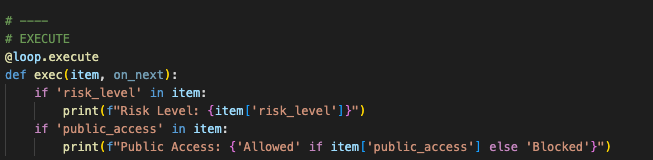 # ----
# EXECUTE
@loop.execute
def exec(item, on_next):
    if 'risk_level' in item:
        print(f"Risk Level: {item['risk_level']}")
    if 'public_access' in item:
        print(f"Public Access: {'Allowed' if item['public_access'] else 'Blocked'}")